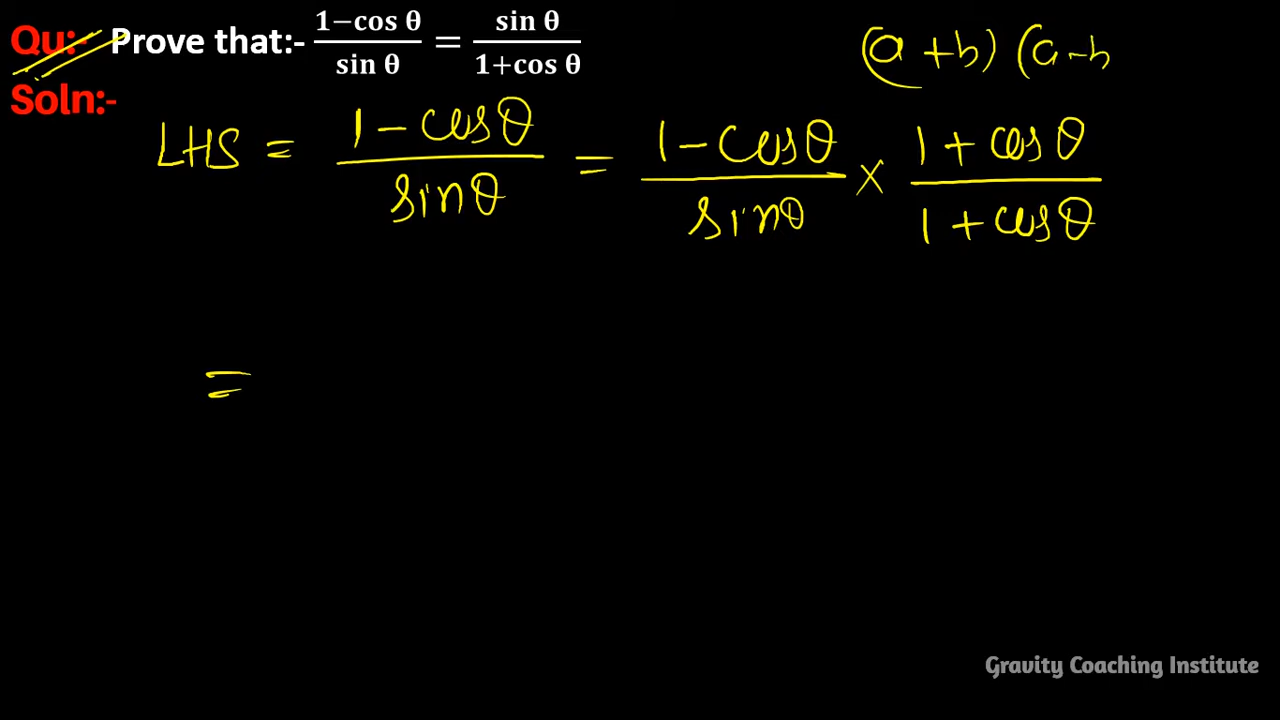 Qu:- Prove that:- (1−cos θ)/(sin θ) = (sin θ)/(1+cos θ)
(a + b) (a - b
Soln:-
LHS = (1 - cosθ)/(sinθ) = (1 - cosθ)/(sinθ) × (1 + cosθ)/(1 + cosθ)
=
Gravity Coaching Institute